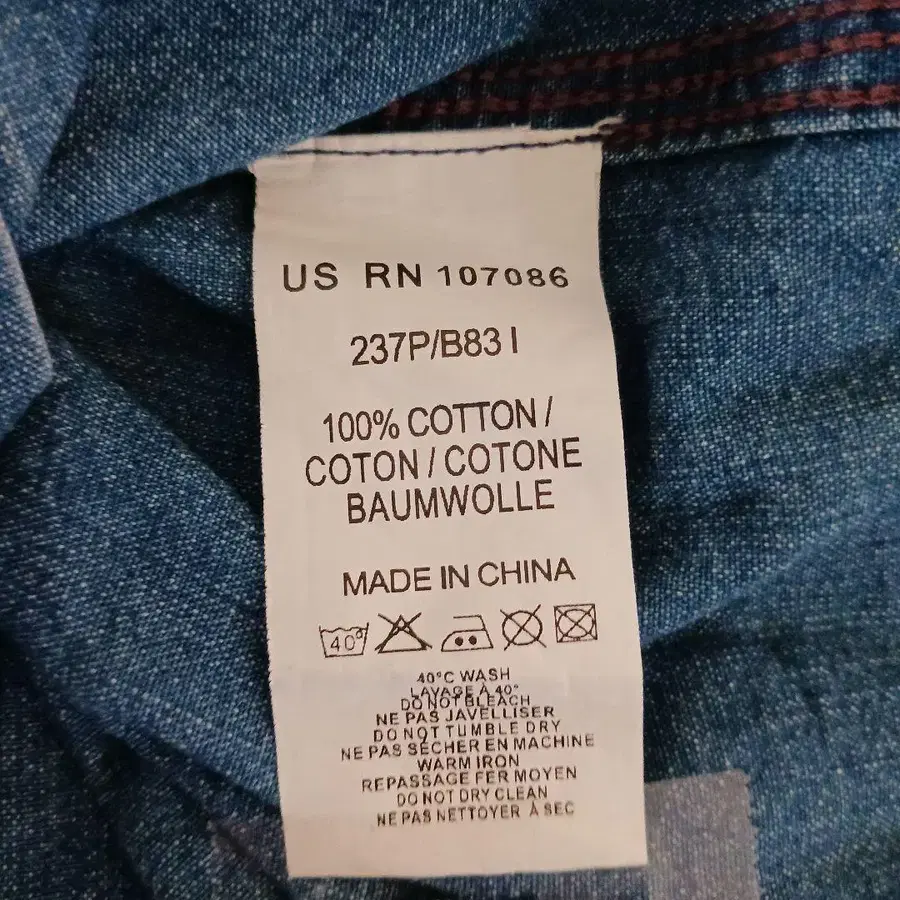 US RN 107086
237P/B83 I
100% COTTON /
COTON / COTONE
BAUMWOLLE
MADE IN CHINA
40°
40°C WASH
LAVAGE À 40°
DO NOT BLEACH
NE PAS JAVELLISER
DO NOT TUMBLE DRY
NE PAS SÉCHER EN MACHINE
WARM IRON
REPASSAGE FER MOYEN
DO NOT DRY CLEAN
NE PAS NETTOYER À SEC